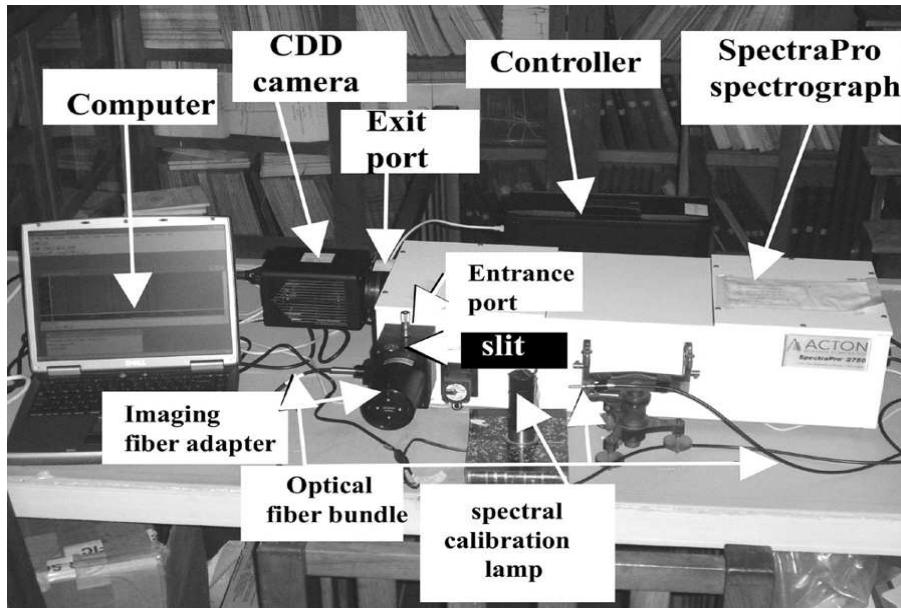 CDD
camera
Controller
SpectraPro
spectrograph
Computer
Exit
port
Entrance
port
slit
ACTON
SpectraPro 2750
DELL
Imaging
fiber adapter
Optical
fiber bundle
spectral
calibration
lamp